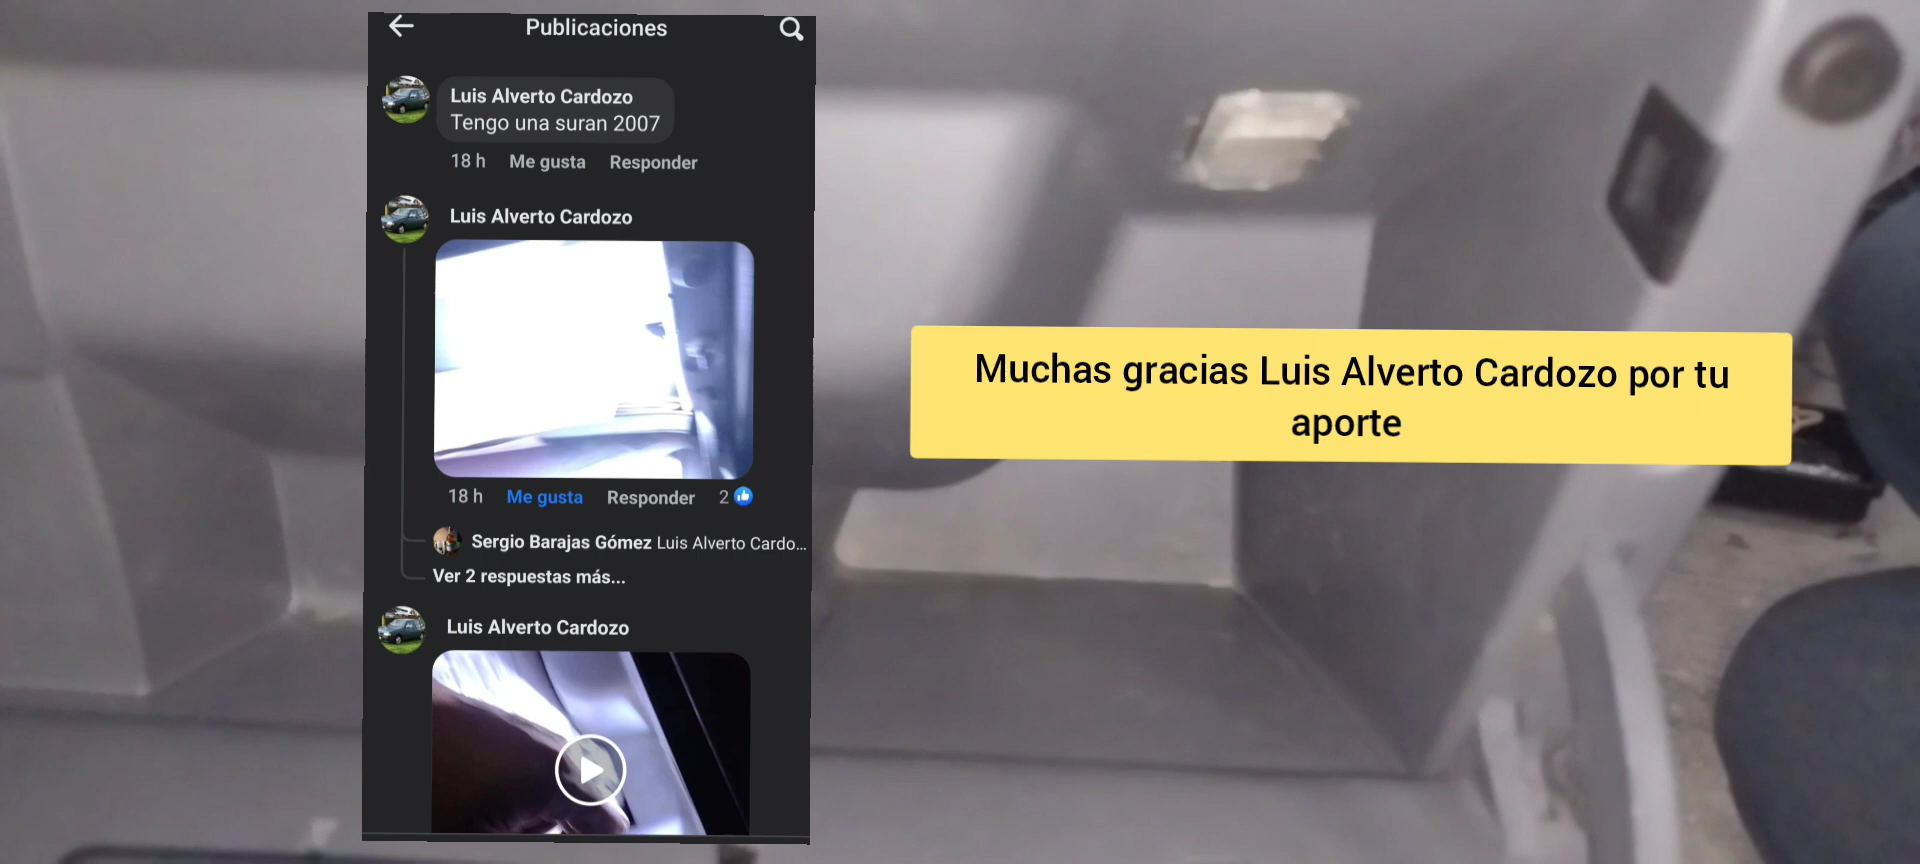 Publicaciones
Luis Alverto Cardozo
Tengo una suran 2007
18 h Me gusta Responder
Luis Alverto Cardozo
18 h Me gusta Responder 2
Sergio Barajas Gómez Luis Alverto Cardo...
Ver 2 respuestas más...
Luis Alverto Cardozo
Muchas gracias Luis Alverto Cardozo por tu
aporte